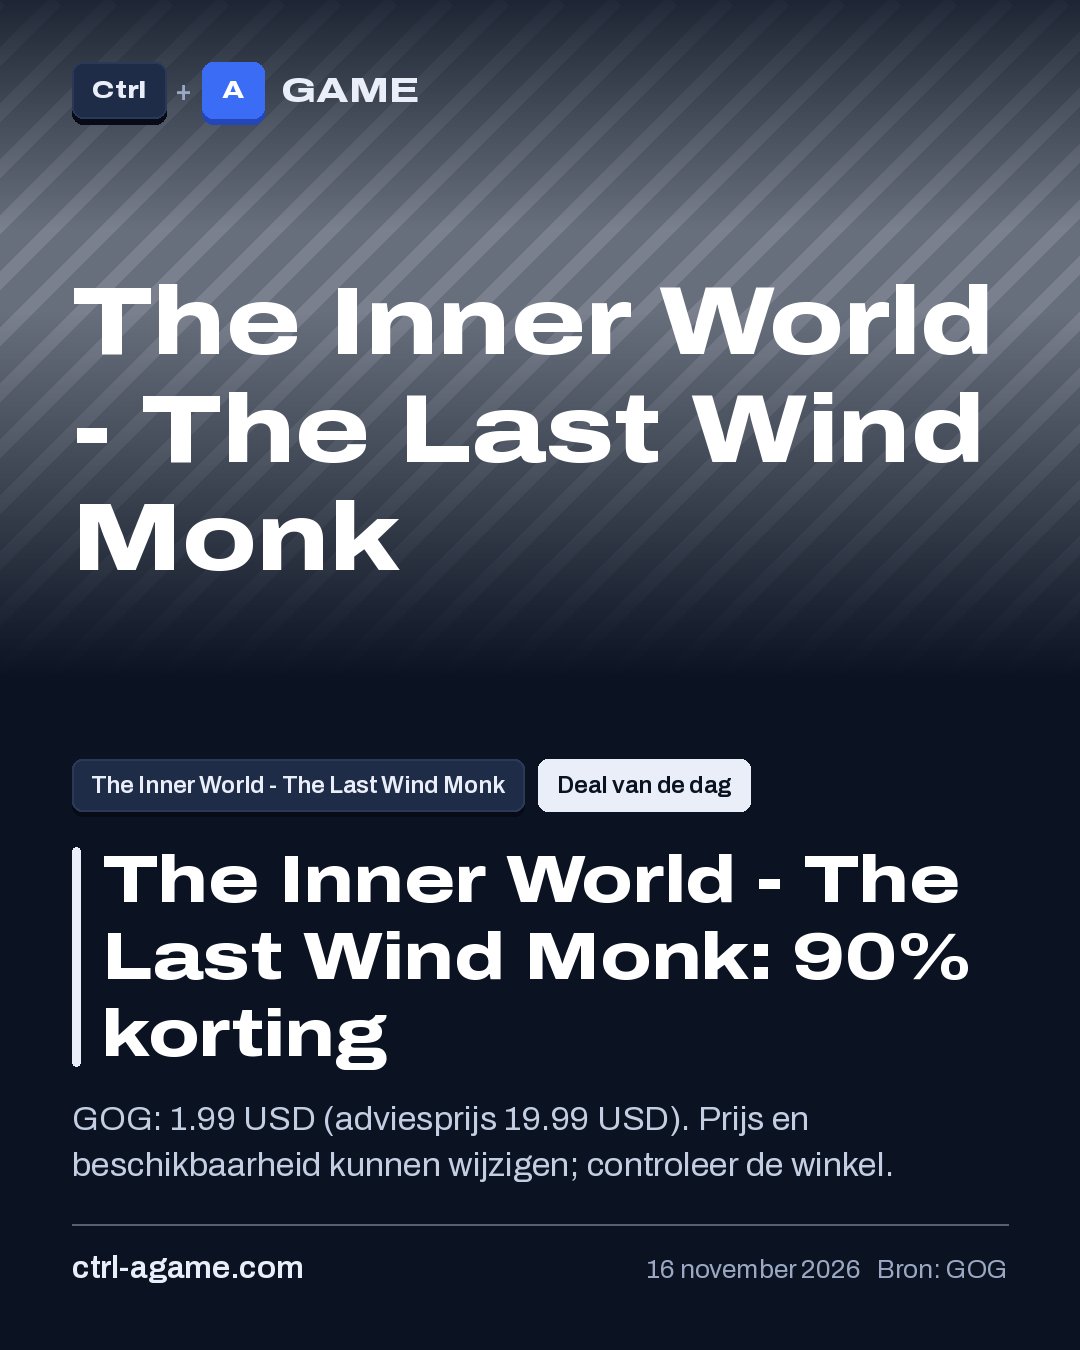 Ctrl + A GAME
The Inner World
- The Last Wind
Monk
The Inner World - The Last Wind Monk Deal van de dag
The Inner World - The
Last Wind Monk: 90%
korting
GOG: 1.99 USD (adviesprijs 19.99 USD). Prijs en
beschikbaarheid kunnen wijzigen; controleer de winkel.
ctrl-agame.com 16 november 2026 Bron: GOG